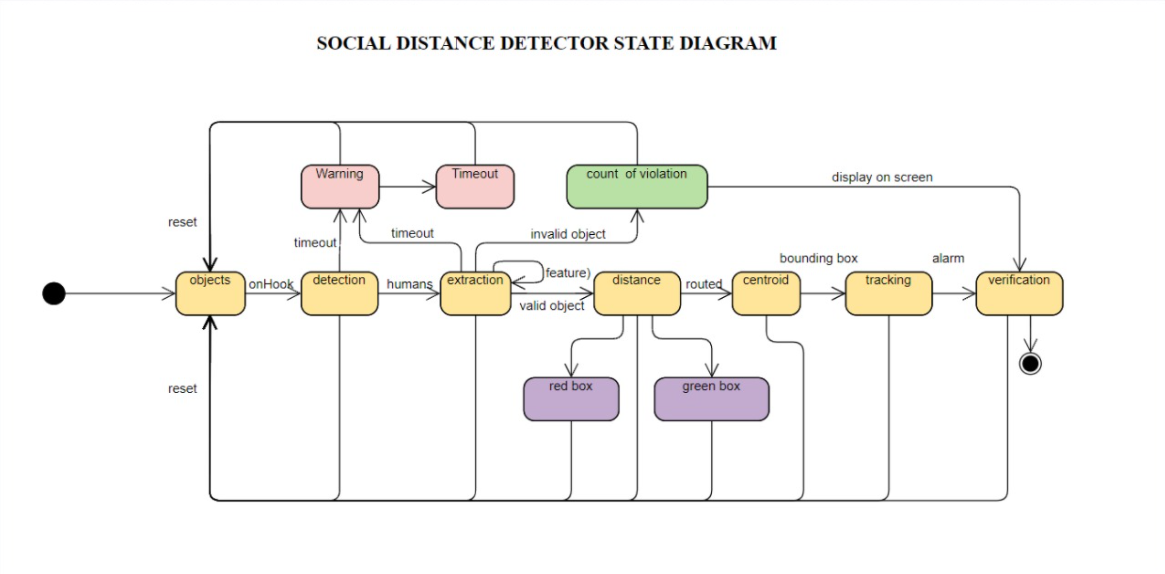 SOCIAL DISTANCE DETECTOR STATE DIAGRAM
Warning
Timeout
count of violation
display on screen
reset
timeout
timeout
invalid object
bounding box
alarm
objects
onHook
detection
humans
extraction
feature)
valid object
distance
routed
centroid
tracking
verification
reset
red box
green box